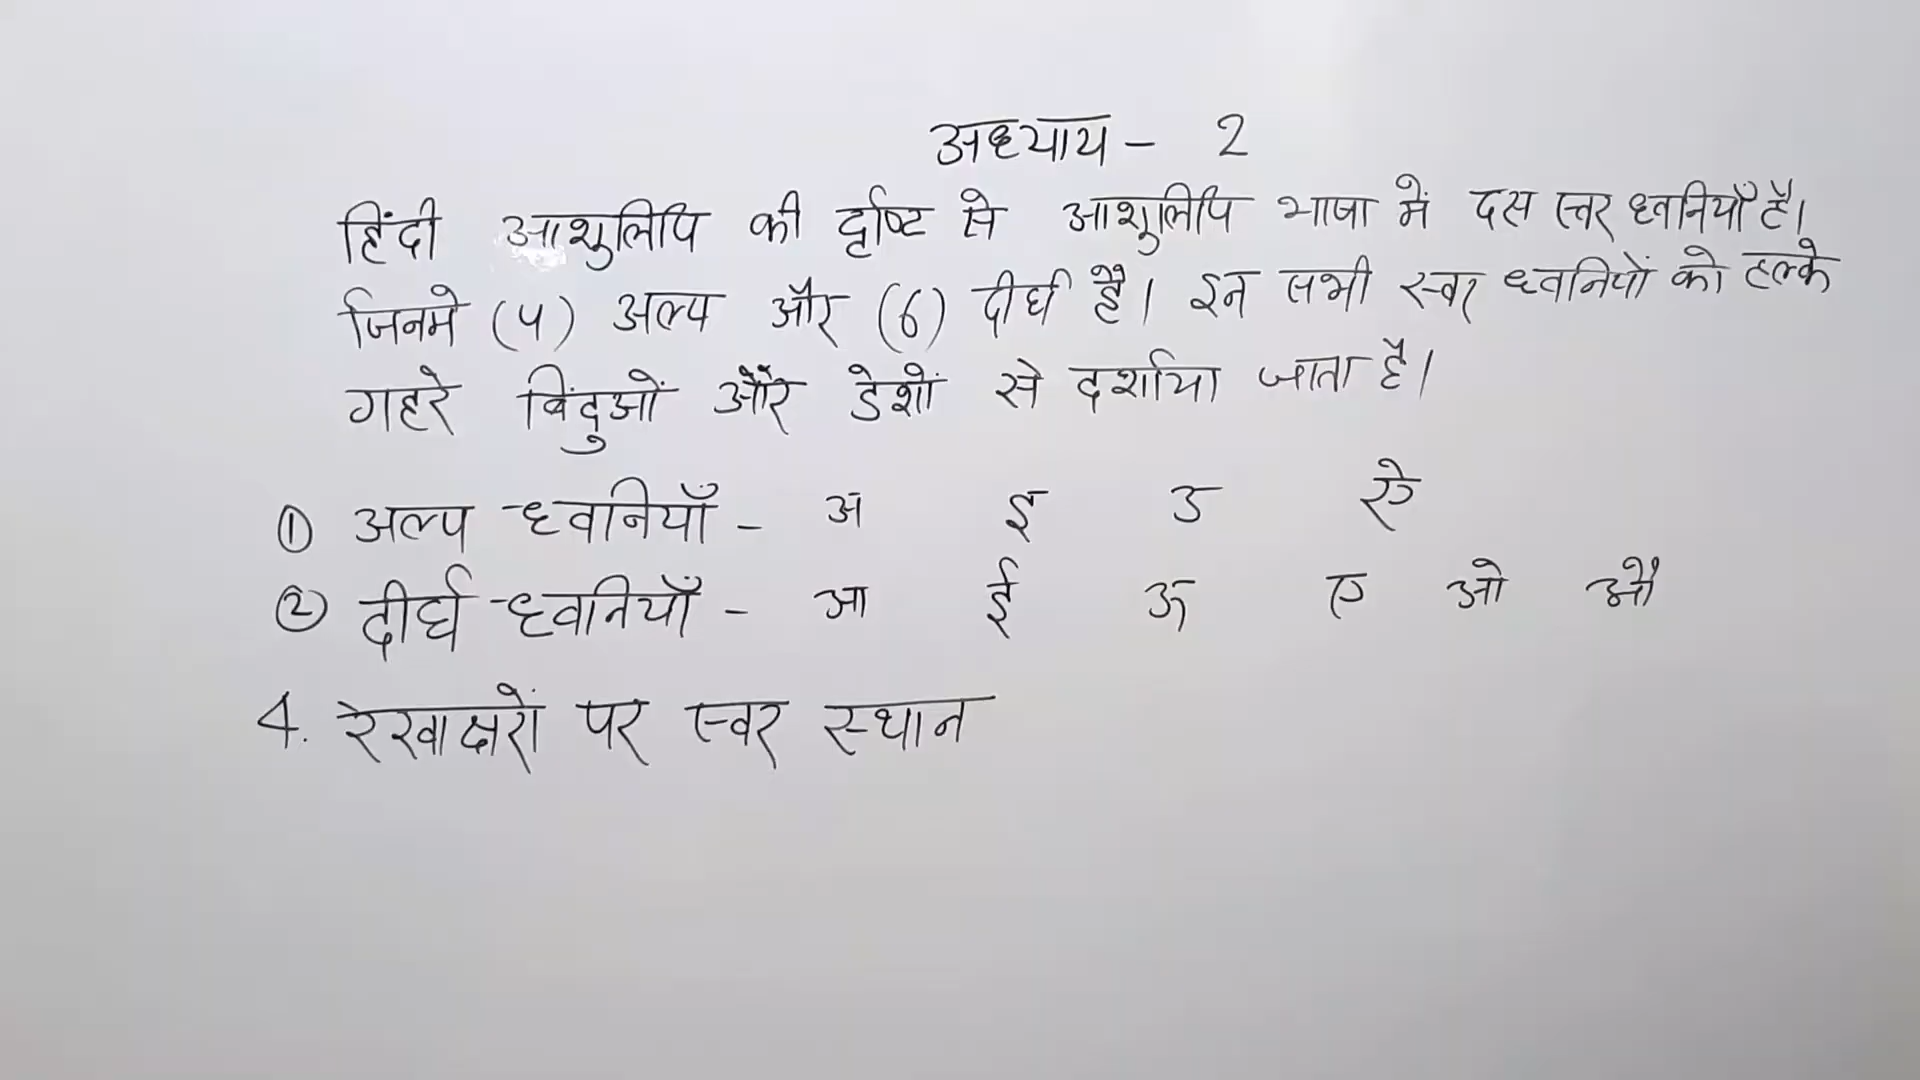 अध्याय - 2
हिंदी आशुलिपि की दृष्टि से आशुलिपि भाषा में दस स्वर ध्वनियाँ है।
जिनमे (4) अल्प और (6) दीर्घ है। इन सभी स्वर ध्वनियों को हल्के
गहरे बिंदुओं और डेशों से दर्शाया जाता है।
① अल्प ध्वनियाँ - अ इ उ ऐ
② दीर्घ ध्वनियाँ - आ ई ऊ ए ओ औ
4. रेखाक्षरों पर स्वर स्थान